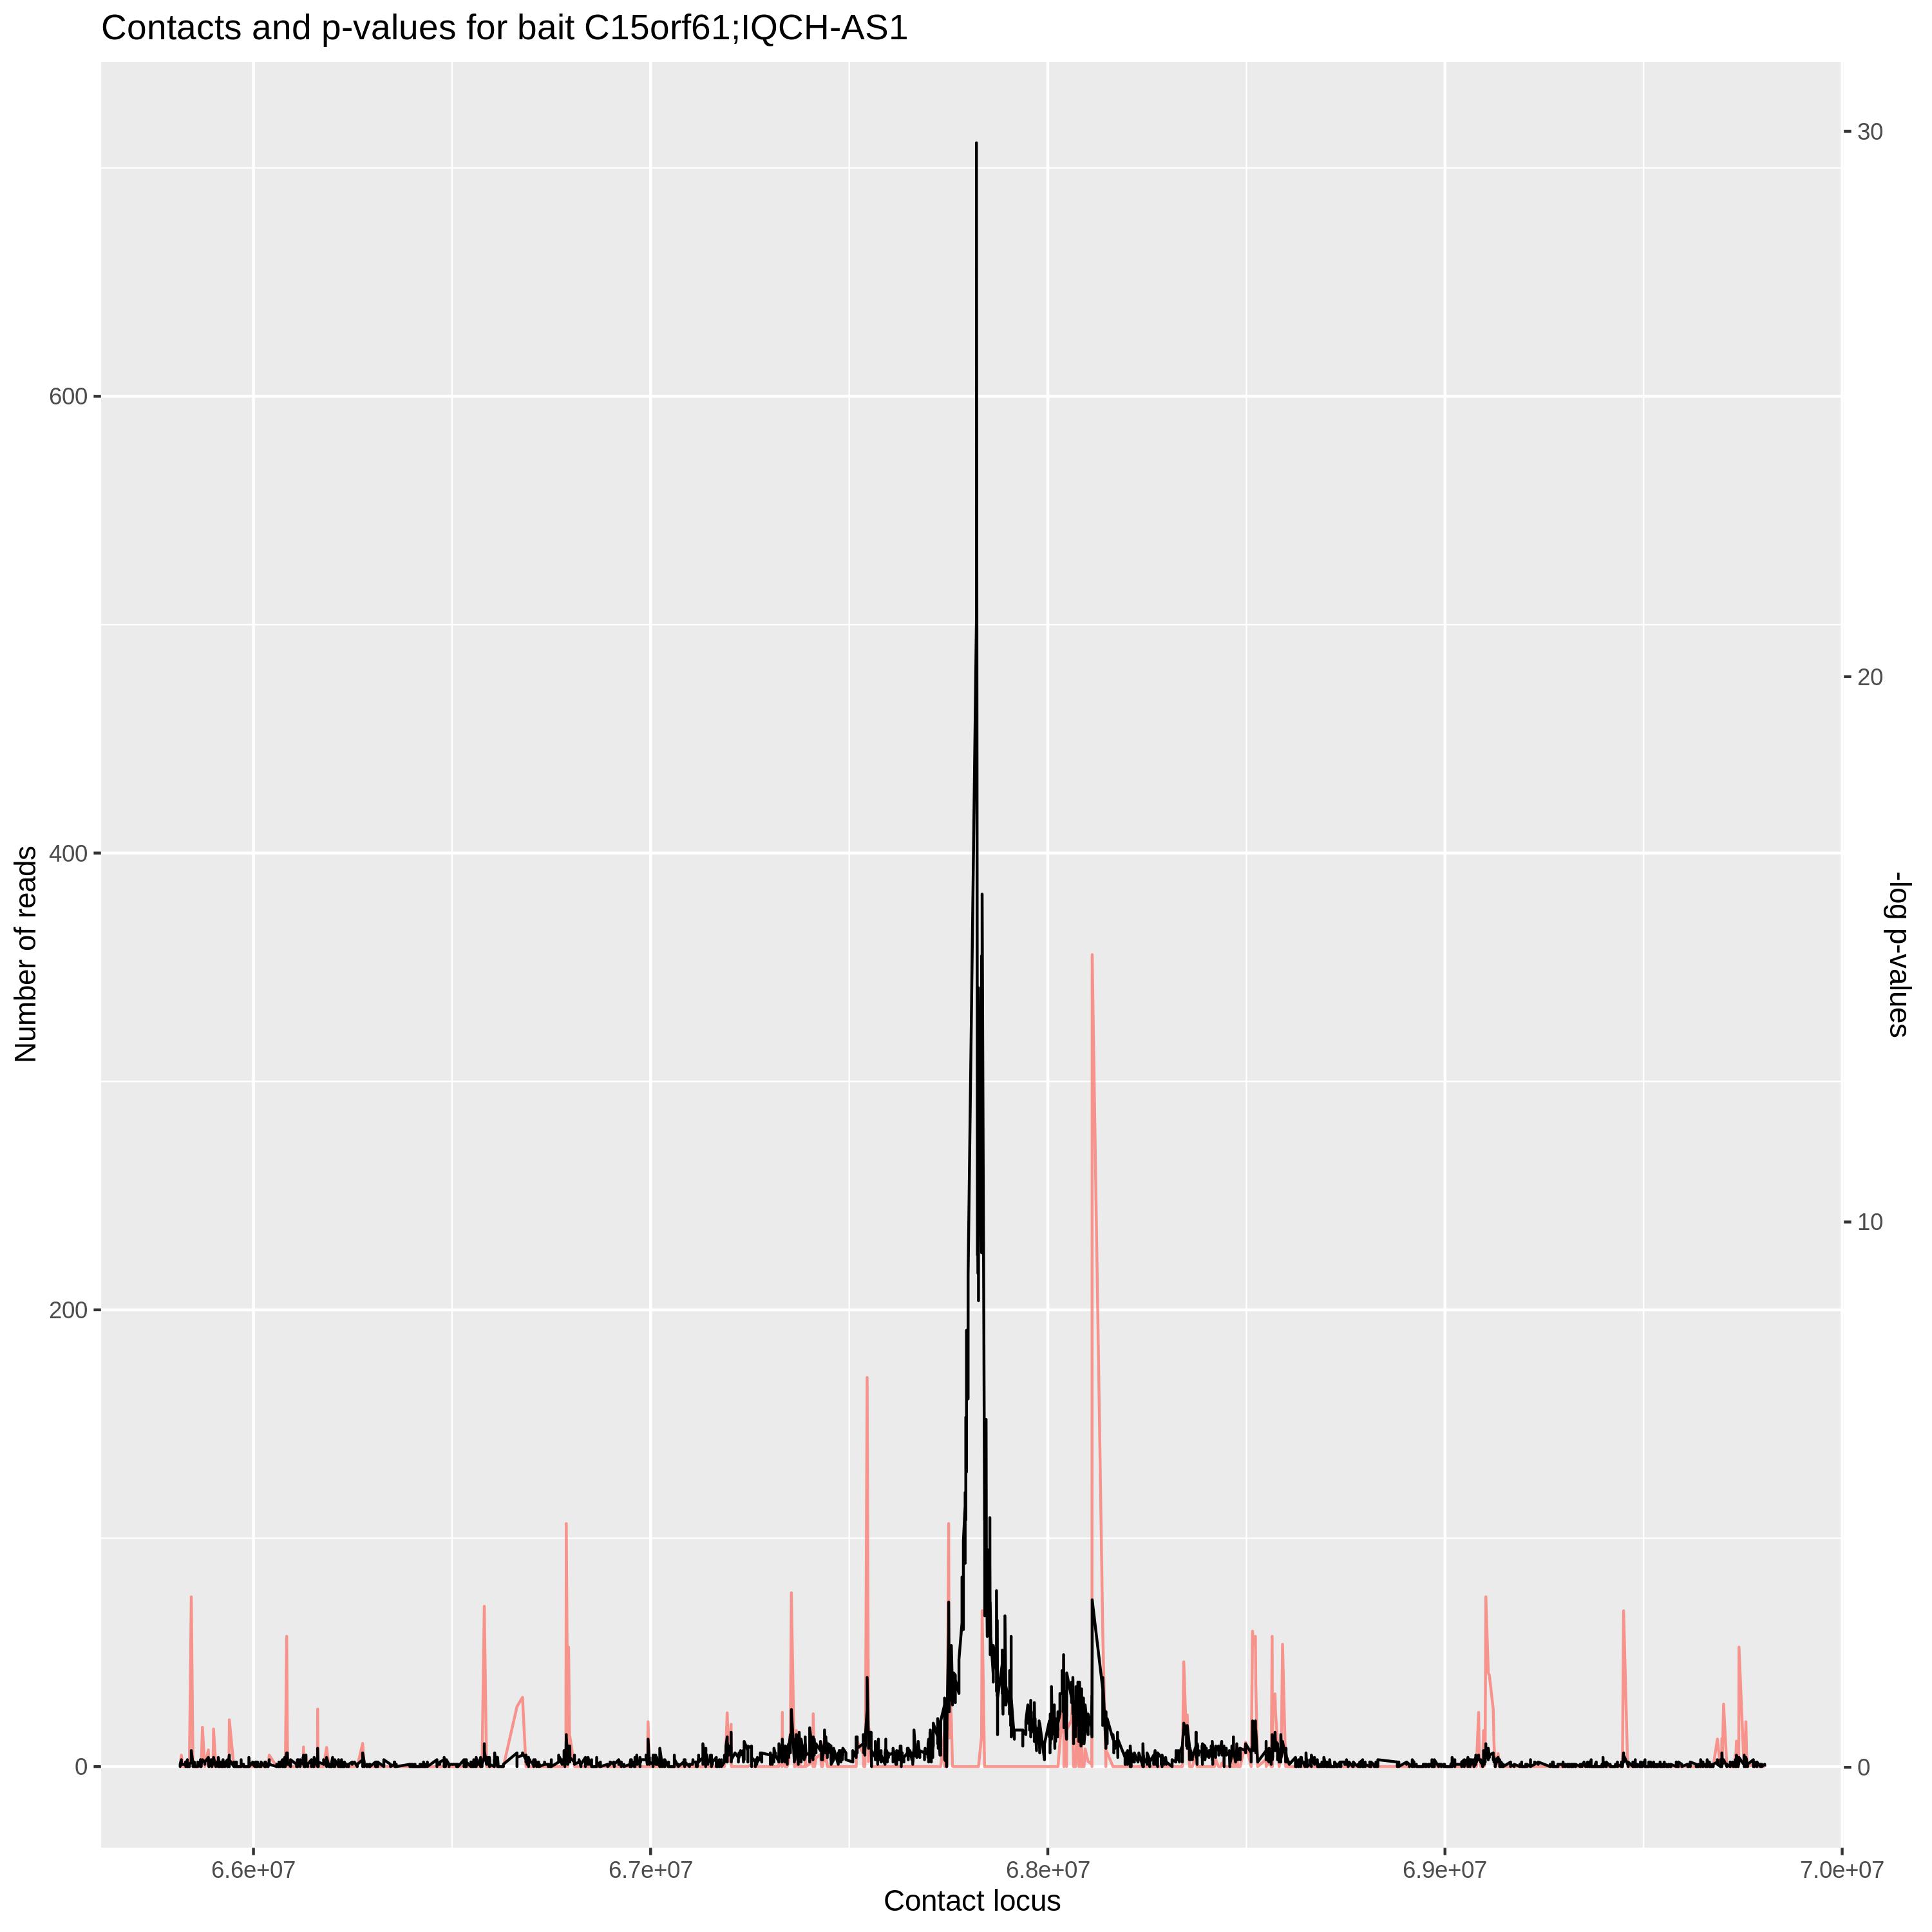 Contacts and p-values for bait C15orf61;IQCH-AS1
600
400
200
0
Number of reads
30
20
10
0
-log p-values
6.6e+07
6.7e+07
6.8e+07
6.9e+07
7.0e+07
Contact locus